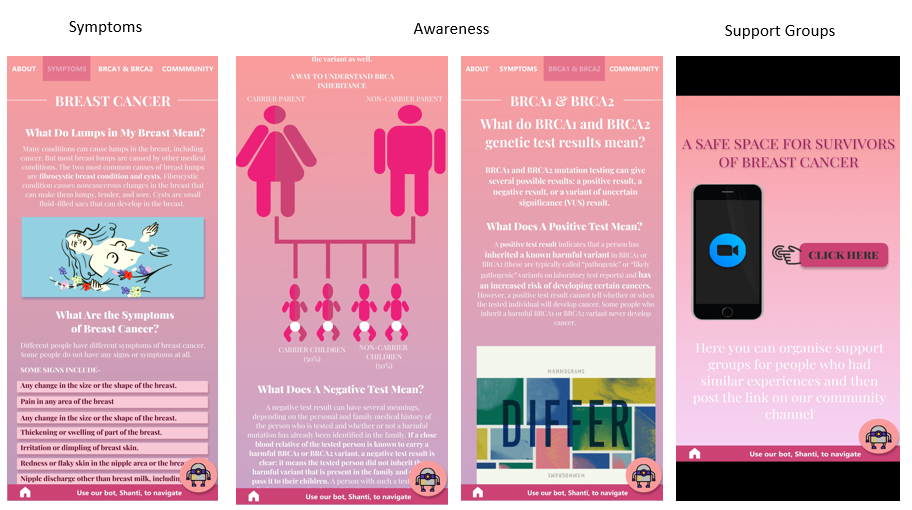 Symptoms
Awareness
Support Groups
ABOUT SYMPTOMS BRCA1 & BRCA2 COMMMUNITY
BREAST CANCER
What Do Lumps in My Breast Mean?
Many conditions can cause lumps in the breast, including
cancer. But most breast lumps are caused by other medical
conditions. The two most common causes of breast lumps
are fibrocystic breast condition and cysts. Fibrocystic
condition causes noncancerous changes in the breast that
can make them lumpy, tender, and sore. Cysts are small
fluid-filled sacs that can develop in the breast.
What Are the Symptoms
of Breast Cancer?
Different people have different symptoms of breast cancer.
Some people do not have any signs or symptoms at all.
SOME SIGNS INCLUDE-
Any change in the size or the shape of the breast.
Pain in any area of the breast
Any change in the size or the shape of the breast.
Thickening or swelling of part of the breast.
Irritation or dimpling of breast skin.
Redness or flaky skin in the nipple area or the
Nipple discharge other than breast milk,
Use our bot, Shanti, to navigate
the variant as well.
A WAY TO UNDERSTAND BRCA
INHERITANCE
CARRIER PARENT
NON-CARRIER PARENT
CARRIER CHILDREN
(50%)
NON-CARRIER
CHILDREN
(50%)
What Does A Negative Test Mean?
A negative test result can have several meanings,
depending on the personal and family medical history of
the person who is tested and whether or not a harmful
mutation has already been identified in the family. If a close
blood relative of the tested person is known to carry a
harmful BRCA1 or BRCA2 variant, a negative test result is
clear: it means the tested person did not inherit
harmful variant that is present in the family and
pass it to their children. A person with such a
Use our bot, Shanti, to navigate
ABOUT SYMPTOMS BRCA1 & BRCA2 COMMMUNITY
BRCA1 & BRCA2
What do BRCA1 and BRCA2
genetic test results mean?
BRCA1 and BRCA2 mutation testing can give
several possible results: a positive result, a
negative result, or a variant of uncertain
significance (VUS) result.
What Does A Positive Test Mean?
A positive test result indicates that a person has
inherited a known harmful variant in BRCA1 or
BRCA2 (these are typically called “pathogenic” or “likely
pathogenic” variants on laboratory test reports) and has
an increased risk of developing certain cancers.
However, a positive test result cannot tell whether or when
the tested individual will develop cancer. Some people who
inherit a harmful BRCA1 or BRCA2 variant never develop
cancer.
MAMMOGRAMS
DIFFER
MAMMOGRAMS
Use our bot, Shanti, to navigate
A SAFE SPACE FOR SURVIVORS
OF BREAST CANCER
CLICK HERE
Here you can organise support
groups for people who had
similar experiences and then
post the link on our community
channel
Use our bot, Shanti, to navigate